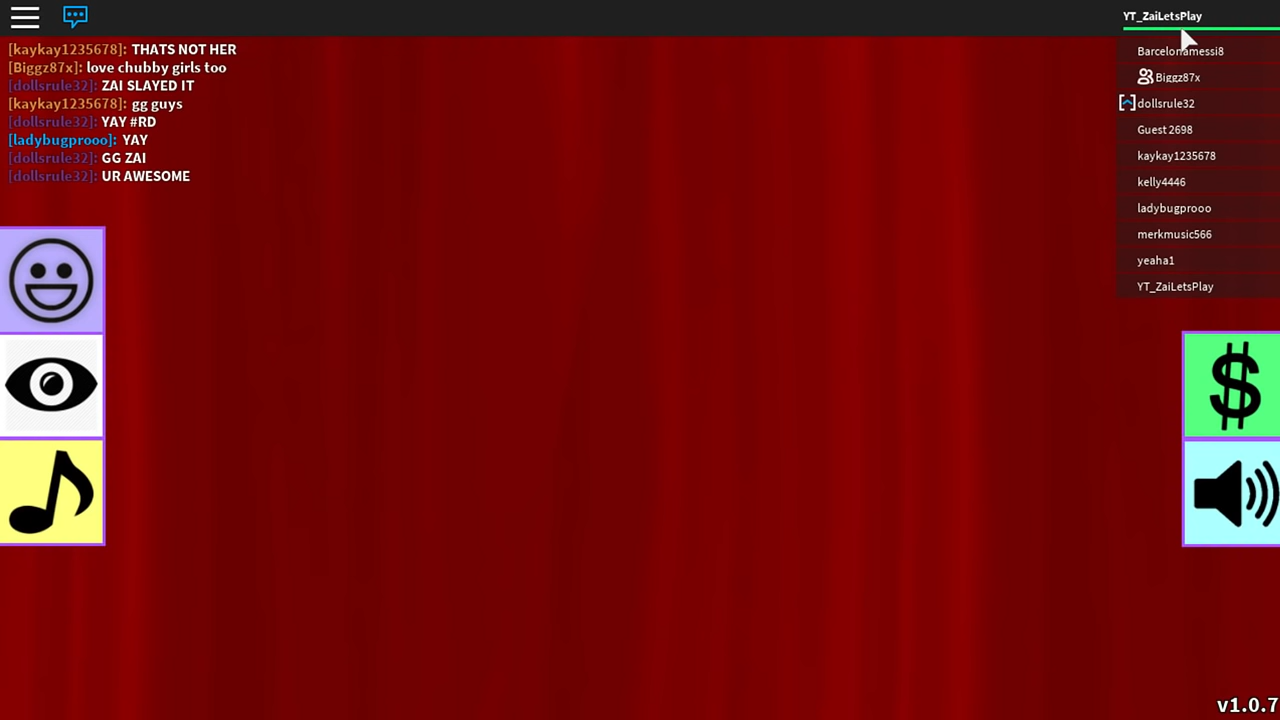 YT_ZaiLetsPlay
[kaykay1235678]: THATS NOT HER
[Biggz87x]: love chubby girls too
[dollsrule32]: ZAI SLAYED IT
[kaykay1235678]: gg guys
[dollsrule32]: YAY #RD
[ladybugprooo]: YAY
[dollsrule32]: GG ZAI
[dollsrule32]: UR AWESOME
Barcelonamessi8
Biggz87x
dollsrule32
Guest 2698
kaykay1235678
kelly4446
ladybugprooo
merkmusic566
yeaha1
YT_ZaiLetsPlay
$
v1.0.7